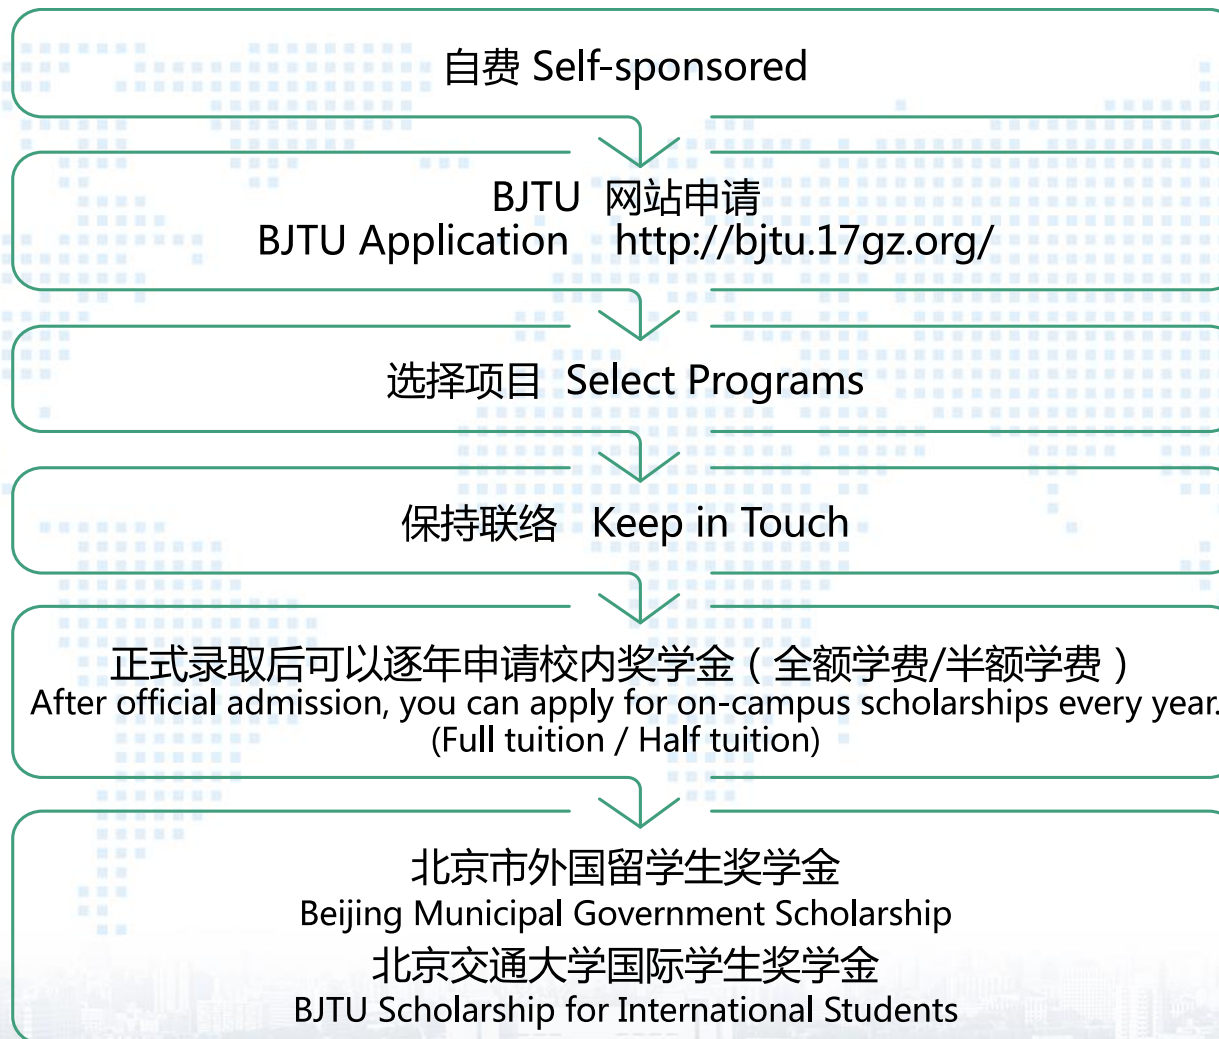 自费 Self-sponsored
BJTU 网站申请
BJTU Application http://bjtu.17gz.org/
选择项目 Select Programs
保持联络 Keep in Touch
正式录取后可以逐年申请校内奖学金（全额学费/半额学费）
After official admission, you can apply for on-campus scholarships every year.
(Full tuition / Half tuition)
北京市外国留学生奖学金
Beijing Municipal Government Scholarship
北京交通大学国际学生奖学金
BJTU Scholarship for International Students